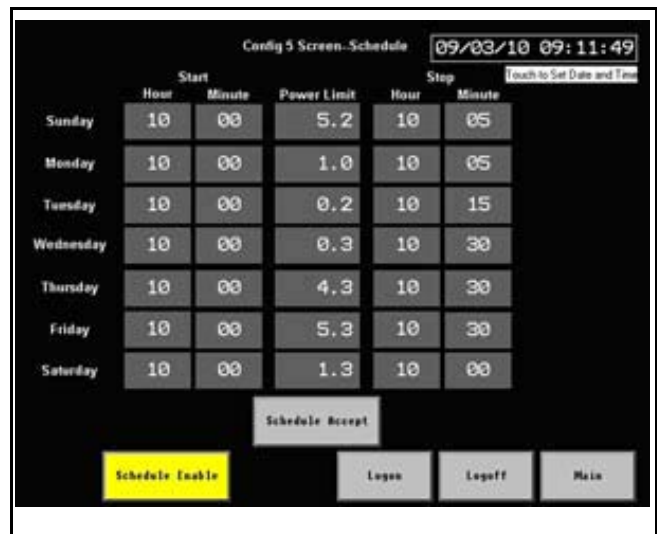 Config 5 Screen--Schedule 09/03/10 09:11:49
Touch to Set Date and Time
Start Stop
Hour Minute Power Limit Hour Minute
Sunday 10 00 5.2 10 05
Monday 10 00 1.0 10 05
Tuesday 10 00 0.2 10 15
Wednesday 10 00 0.3 10 30
Thursday 10 00 4.3 10 30
Friday 10 00 5.3 10 30
Saturday 10 00 1.3 10 00
Schedule Accept
Schedule Enable Logon Logoff Main